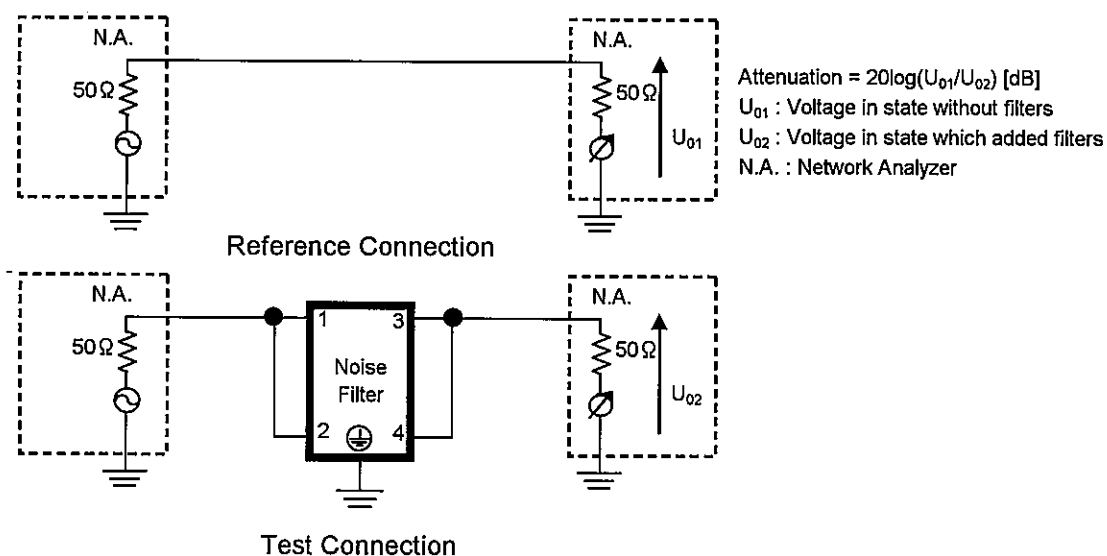 N.A.
50Ω
N.A.
50Ω
U₀₁
Attenuation = 20log(U₀₁/U₀₂) [dB]
U₀₁ : Voltage in state without filters
U₀₂ : Voltage in state which added filters
N.A. : Network Analyzer
Reference Connection
N.A.
50Ω
1
3
Noise
Filter
2
4
N.A.
50Ω
U₀₂
Test Connection